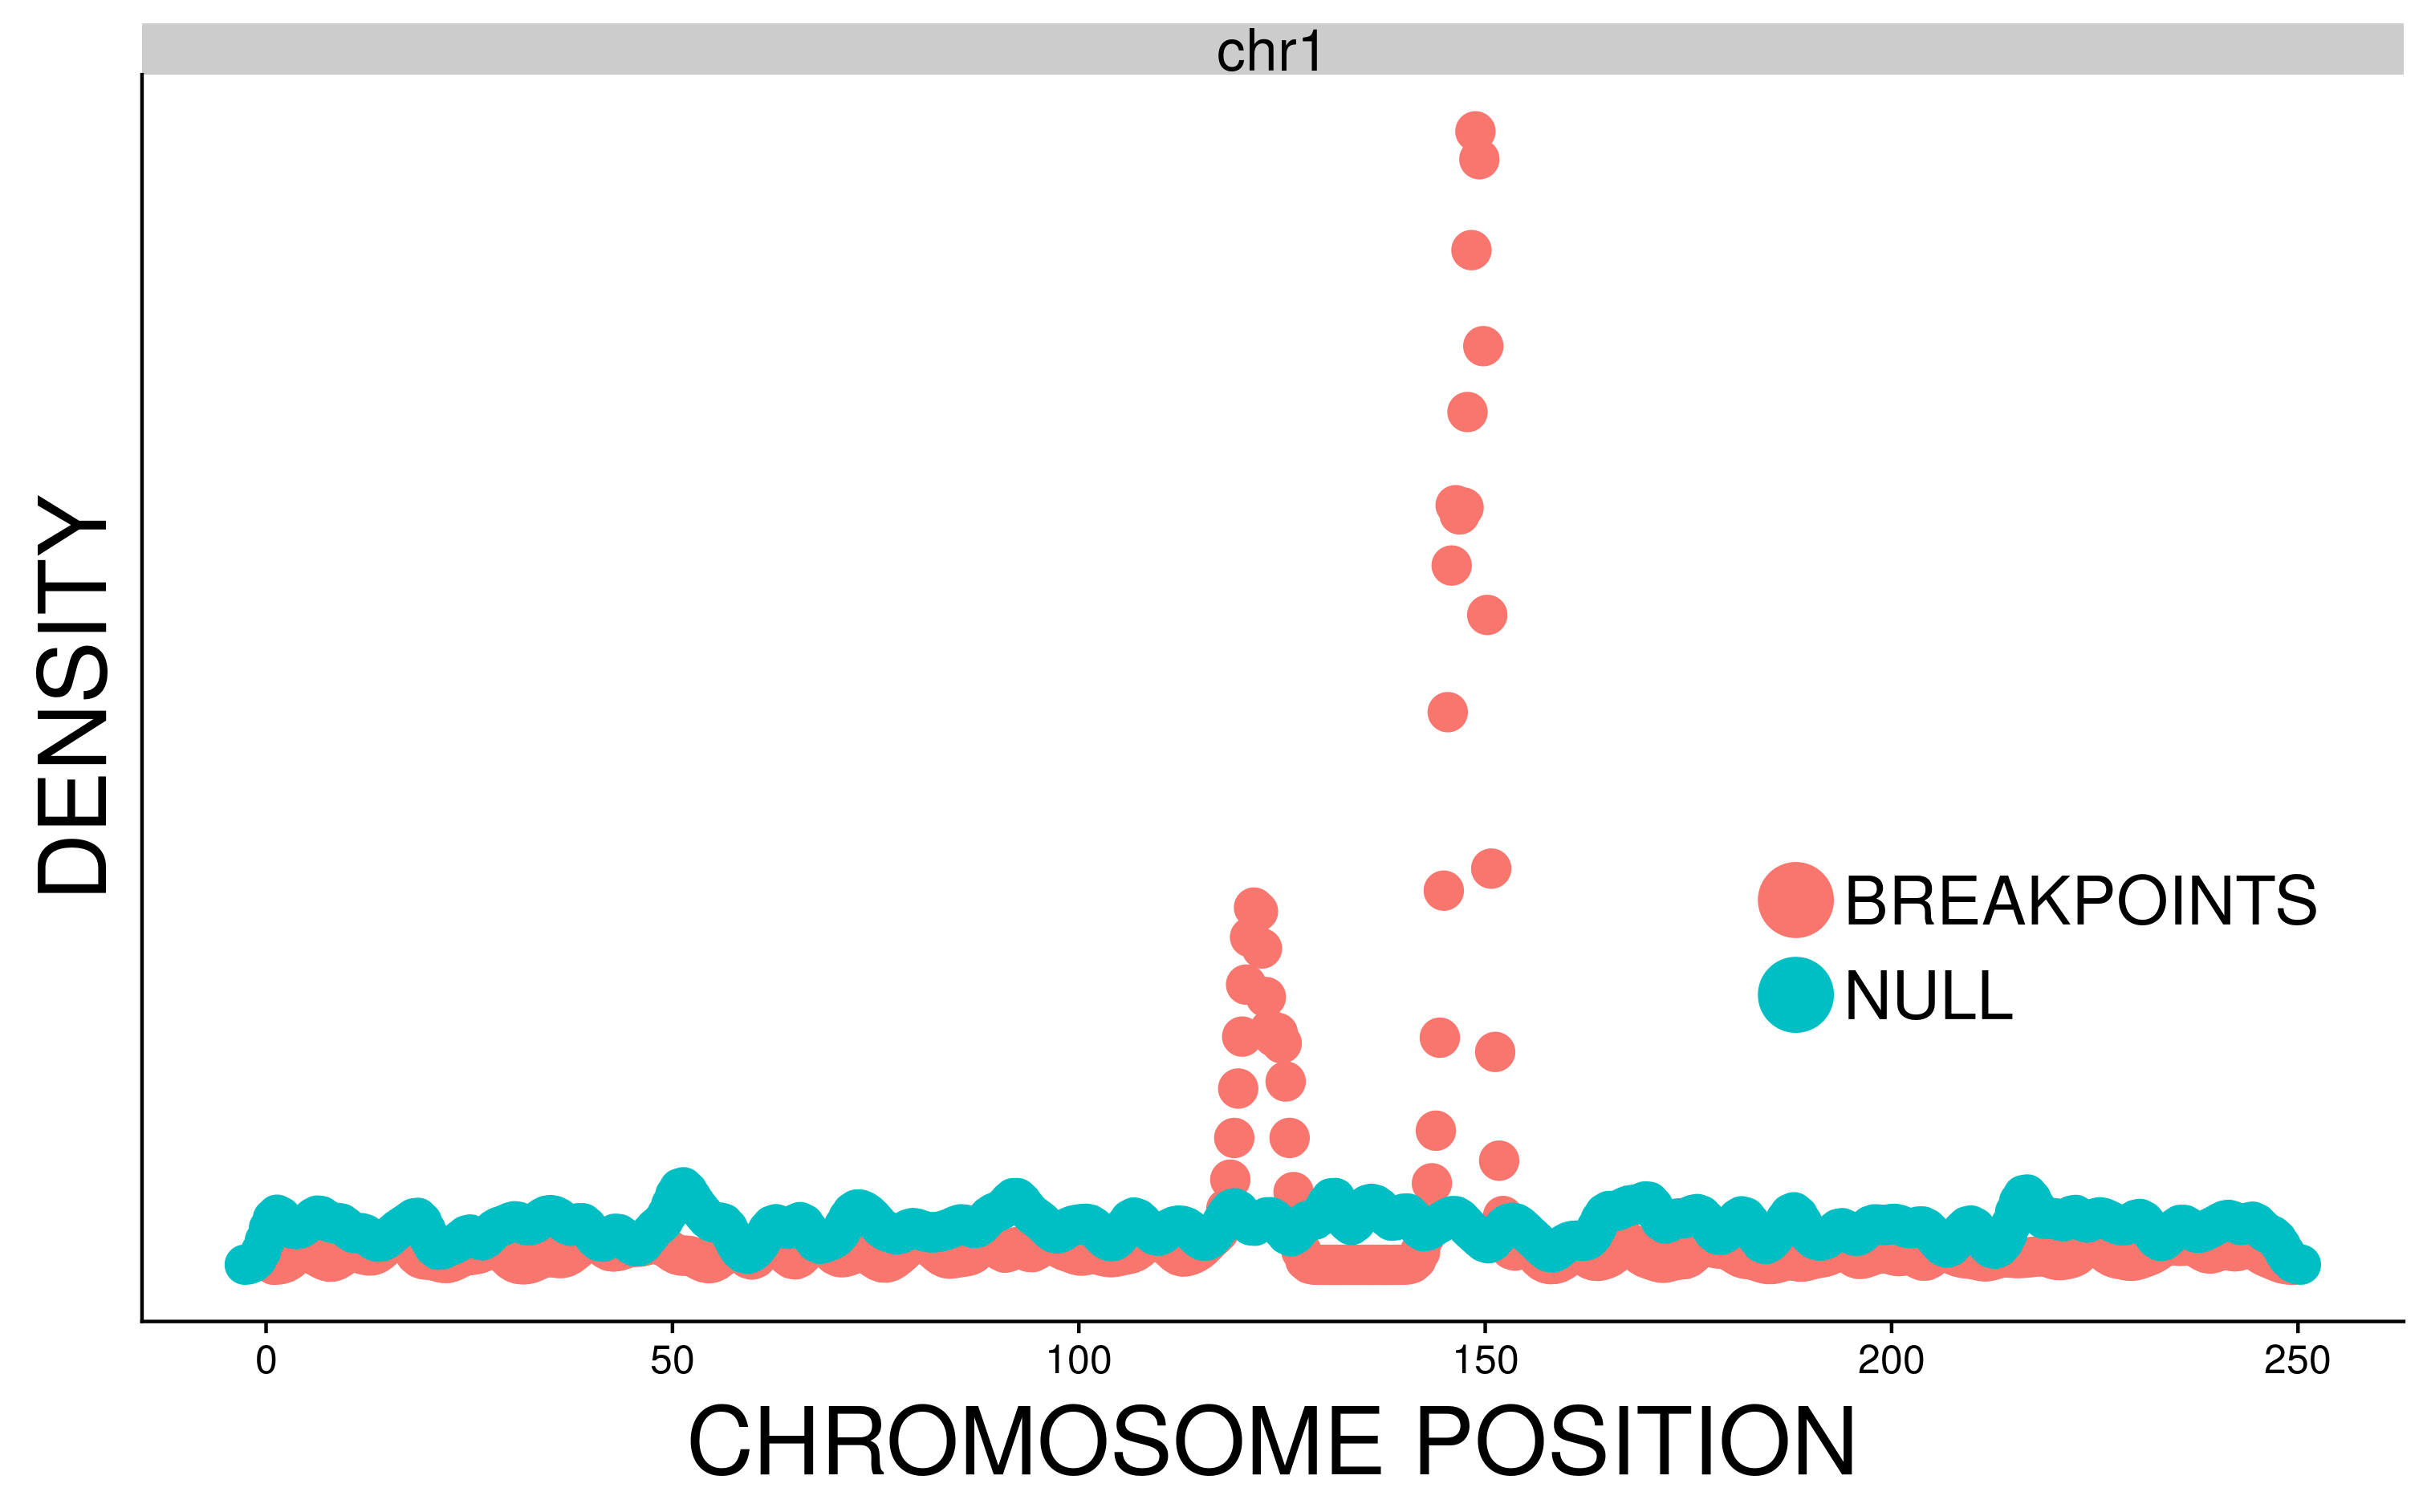 chr1
DENSITY
BREAKPOINTS
NULL
0 50 100 150 200 250
CHROMOSOME POSITION